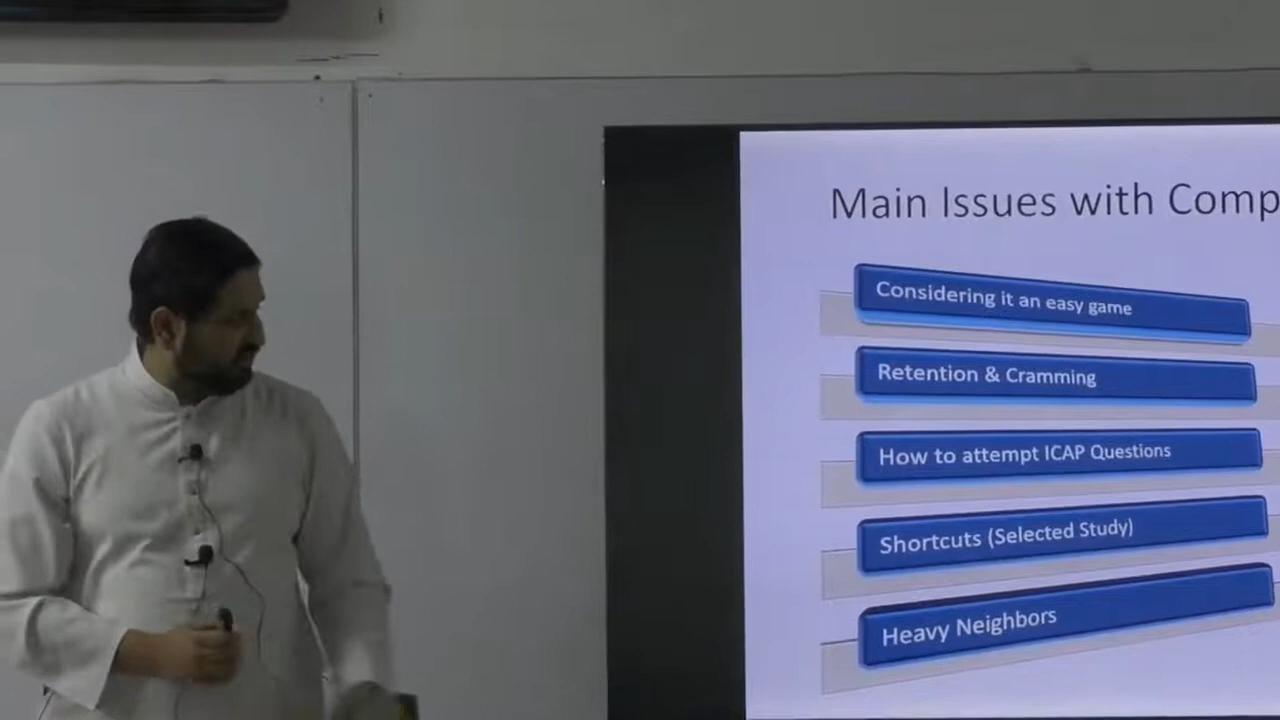 Main Issues with Comp
Considering it an easy game
Retention & Cramming
How to attempt ICAP Questions
Shortcuts (Selected Study)
Heavy Neighbors